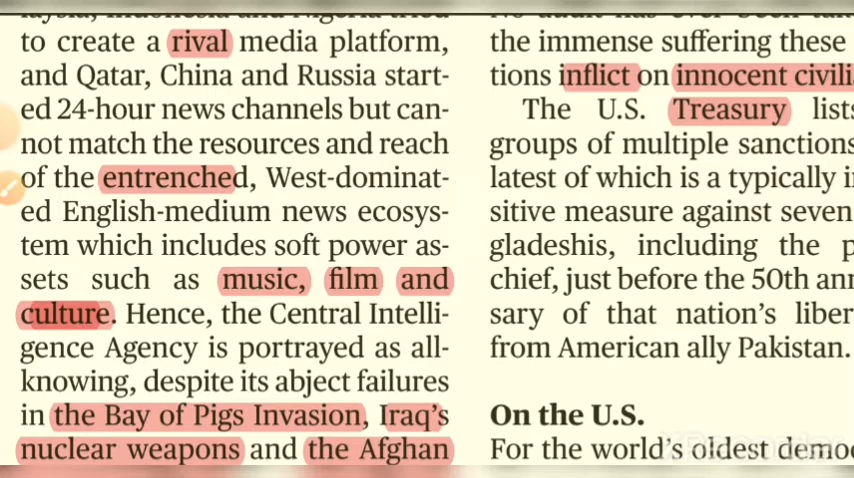 to create a rival media platform,
and Qatar, China and Russia start-
ed 24-hour news channels but can-
not match the resources and reach
of the entrenched, West-dominat-
ed English-medium news ecosys-
tem which includes soft power as-
sets such as music, film and
culture. Hence, the Central Intelli-
gence Agency is portrayed as all-
knowing, despite its abject failures
in the Bay of Pigs Invasion, Iraq's
nuclear weapons and the Afghan
the immense suffering these
tions inflict on innocent civili
The U.S. Treasury lists
groups of multiple sanctions
latest of which is a typically in
sitive measure against seven
gladeshis, including the p
chief, just before the 50th ann
sary of that nation's liber
from American ally Pakistan.
On the U.S.
For the world's oldest democ